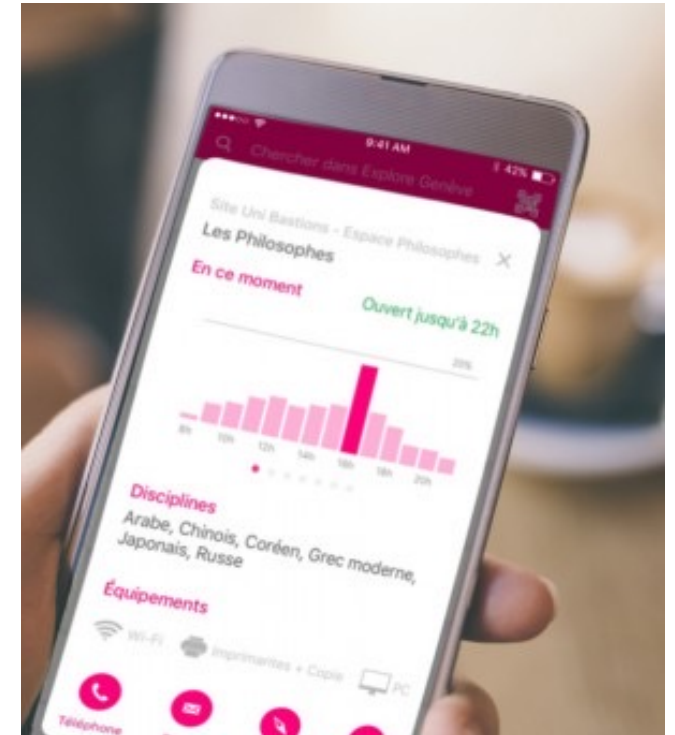 9:41 AM
42%
Chercher dans Explore Genève
Site Uni Bastions - Espace Philosophes
Les Philosophes
En ce moment
Ouvert jusqu'à 22h
20%
8h 10h 12h 14h 16h 18h 20h
Disciplines
Arabe, Chinois, Coréen, Grec moderne,
Japonais, Russe
Équipements
Wi-Fi Imprimantes + Copie PC
Téléphone